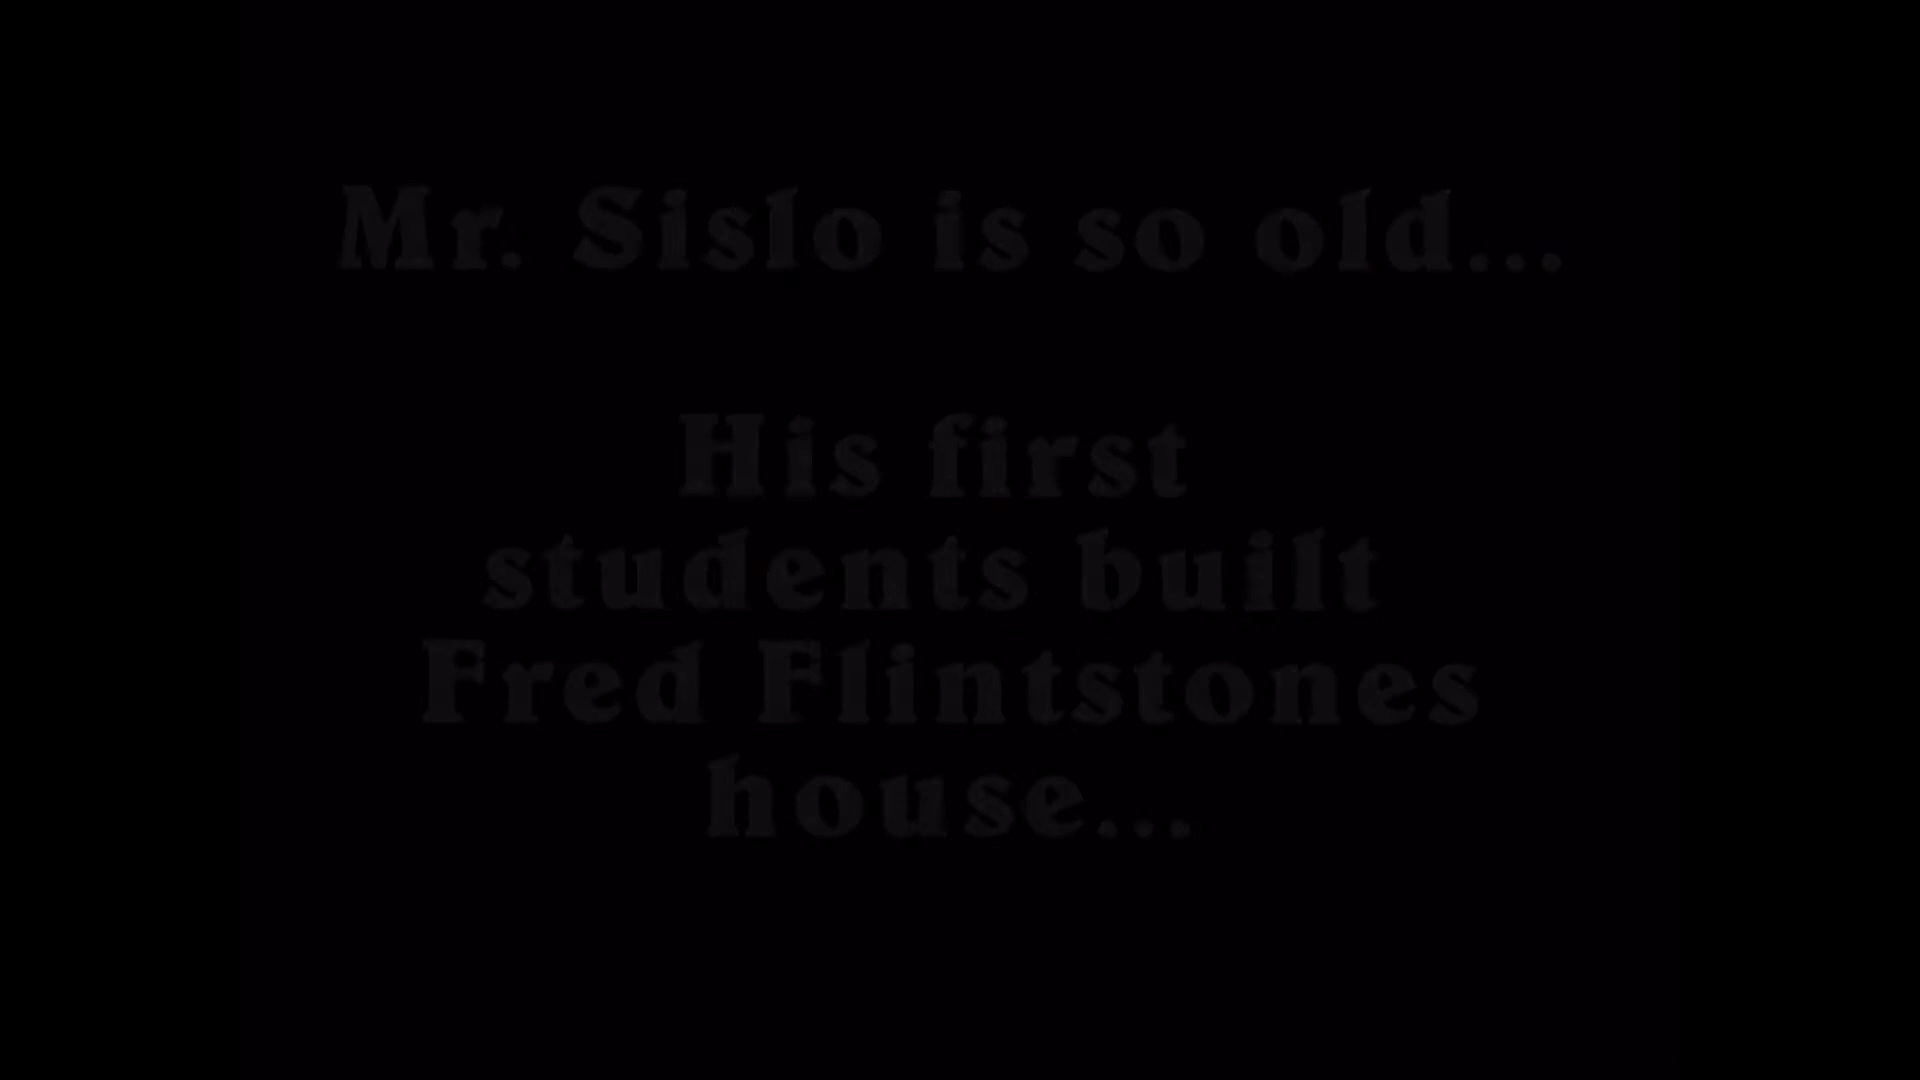 Mr. Sislo is so old...
His first
students built
Fred Flintstones
house...